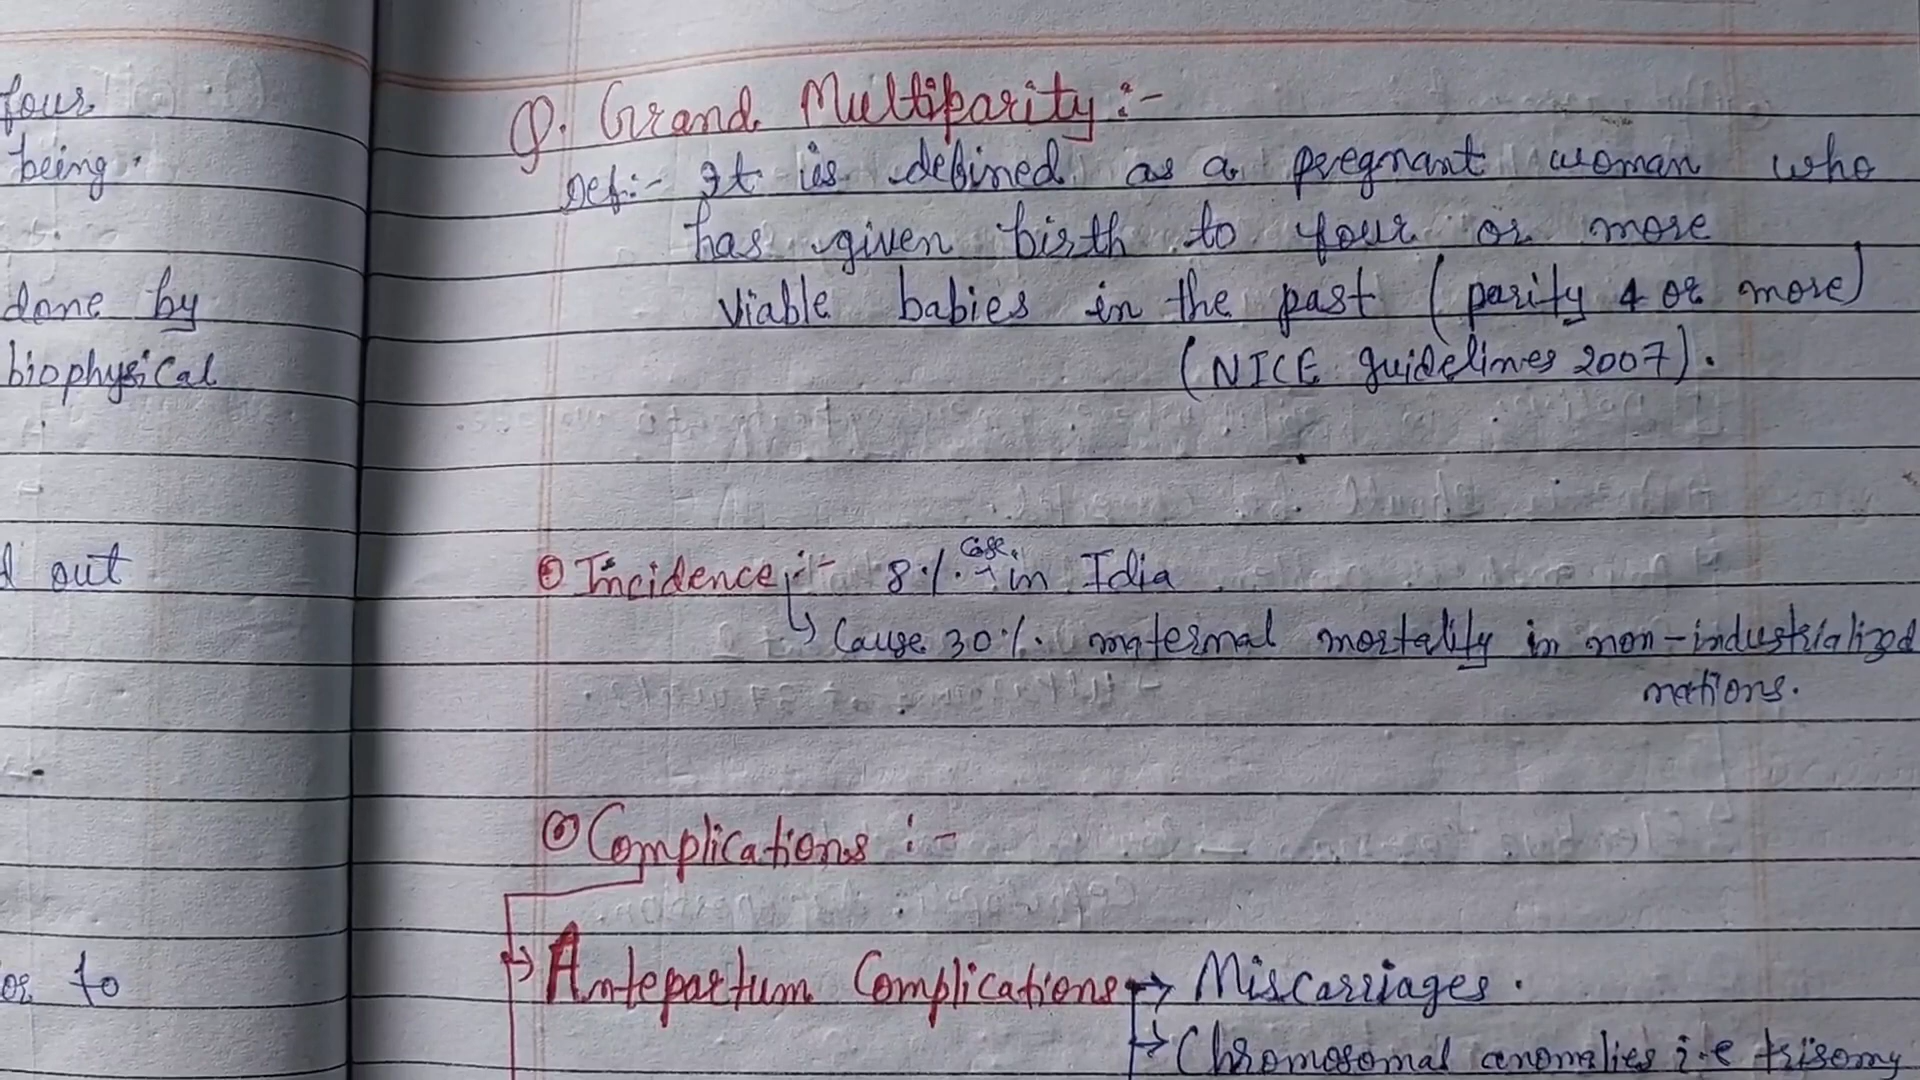 four
being.
done by
biophysical
d out
or to
Q. Grand Multiparity :-
Def:- It is defined as a pregnant woman who
has given birth to four or more
viable babies in the past (parity 4 or more)
(NICE guidelines 2007).
Incidence :- 8% case in Idia
↳ Cause 30% maternal mortality in non-industrialized
nations.
Complications :-
→ Antepartum Complications → Miscarriages.
→ Chromosomal anomalies i.e trisomy